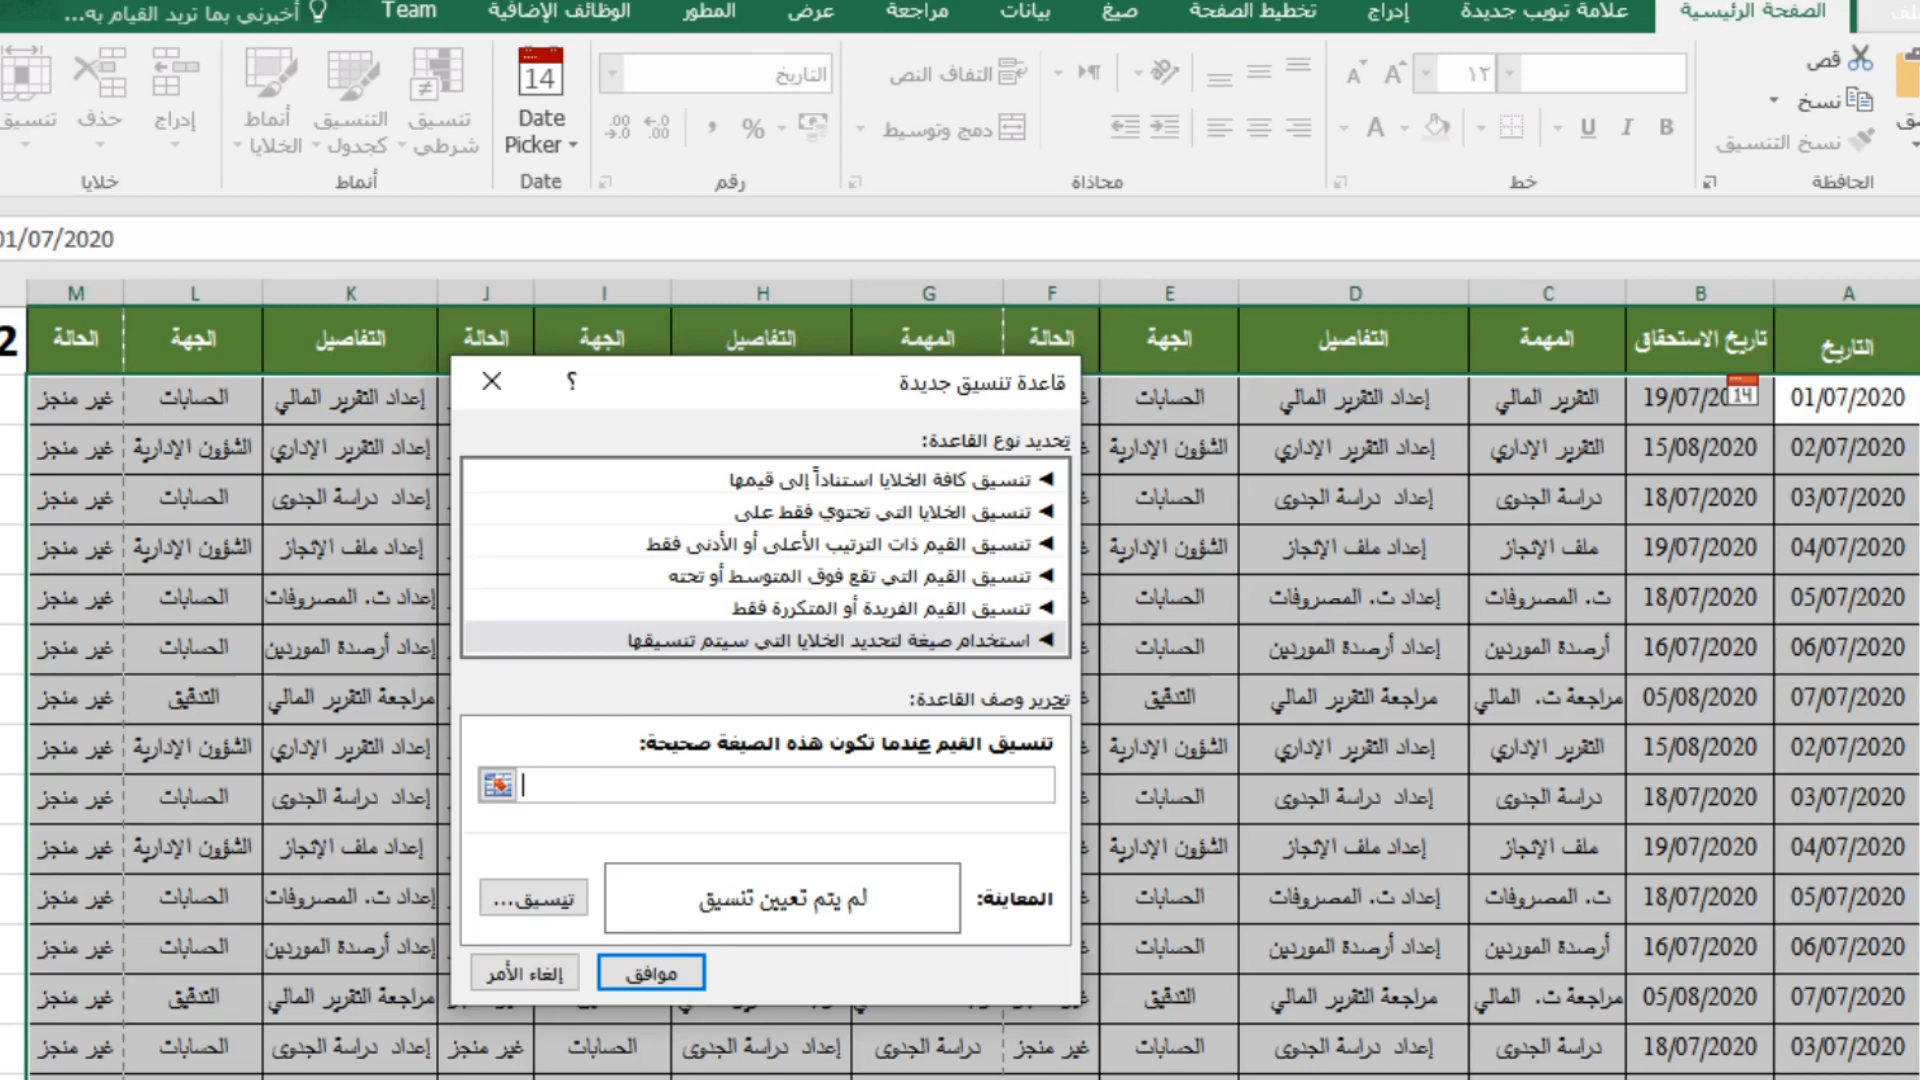 الصفحة الرئيسية علامة تبويب جديدة إدراج تخطيط الصفحة صيغ بيانات مراجعة عرض المطور الوظائف الإضافية Team أخبرني بما تريد القيام به...
قص
نسخ
نسخ التنسيق
الحافظة
١٢
B I U
خط
التفاف النص
دمج وتوسيط
محاذاة
التاريخ
%
رقم
14
Date Picker
Date
تنسيق شرطي
التنسيق كجدول
أنماط الخلايا
أنماط
إدراج
حذف
تنسيق
خلايا
01/07/2020
A B C D E F G H I J K L M
التاريخ تاريخ الاستحقاق المهمة التفاصيل الجهة الحالة المهمة التفاصيل الجهة الحالة التفاصيل الجهة الحالة 2
01/07/2020 التقرير المالي إعداد التقرير المالي الحسابات إعداد التقرير المالي الحسابات غير منجز
02/07/2020 15/08/2020 التقرير الإداري إعداد التقرير الإداري الشؤون الإدارية إعداد التقرير الإداري الشؤون الإدارية غير منجز
03/07/2020 18/07/2020 دراسة الجدوى إعداد دراسة الجدوى الحسابات إعداد دراسة الجدوى الحسابات غير منجز
04/07/2020 19/07/2020 ملف الإنجاز إعداد ملف الإنجاز الشؤون الإدارية إعداد ملف الإنجاز الشؤون الإدارية غير منجز
05/07/2020 18/07/2020 ت. المصروفات إعداد ت. المصروفات الحسابات إعداد ت. المصروفات الحسابات غير منجز
06/07/2020 16/07/2020 أرصدة الموردين إعداد أرصدة الموردين الحسابات إعداد أرصدة الموردين الحسابات غير منجز
07/07/2020 05/08/2020 مراجعة ت. المالي مراجعة التقرير المالي التدقيق مراجعة التقرير المالي التدقيق غير منجز
02/07/2020 15/08/2020 التقرير الإداري إعداد التقرير الإداري الشؤون الإدارية إعداد التقرير الإداري الشؤون الإدارية غير منجز
03/07/2020 18/07/2020 دراسة الجدوى إعداد دراسة الجدوى الحسابات إعداد دراسة الجدوى الحسابات غير منجز
04/07/2020 19/07/2020 ملف الإنجاز إعداد ملف الإنجاز الشؤون الإدارية إعداد ملف الإنجاز الشؤون الإدارية غير منجز
05/07/2020 18/07/2020 ت. المصروفات إعداد ت. المصروفات الحسابات إعداد ت. المصروفات الحسابات غير منجز
06/07/2020 16/07/2020 أرصدة الموردين إعداد أرصدة الموردين الحسابات إعداد أرصدة الموردين الحسابات غير منجز
07/07/2020 05/08/2020 مراجعة ت. المالي مراجعة التقرير المالي التدقيق مراجعة التقرير المالي التدقيق غير منجز
03/07/2020 18/07/2020 دراسة الجدوى إعداد دراسة الجدوى الحسابات غير منجز دراسة الجدوى إعداد دراسة الجدوى الحسابات غير منجز إعداد دراسة الجدوى الحسابات غير منجز
قاعدة تنسيق جديدة ؟
تحديد نوع القاعدة:
تنسيق كافة الخلايا استناداً إلى قيمها
تنسيق الخلايا التي تحتوي فقط على
تنسيق القيم ذات الترتيب الأعلى أو الأدنى فقط
تنسيق القيم التي تقع فوق المتوسط أو تحته
تنسيق القيم الفريدة أو المتكررة فقط
استخدام صيغة لتحديد الخلايا التي سيتم تنسيقها
تحرير وصف القاعدة:
تنسيق القيم عندما تكون هذه الصيغة صحيحة:
المعاينة: لم يتم تعيين تنسيق تنسيق...
موافق إلغاء الأمر